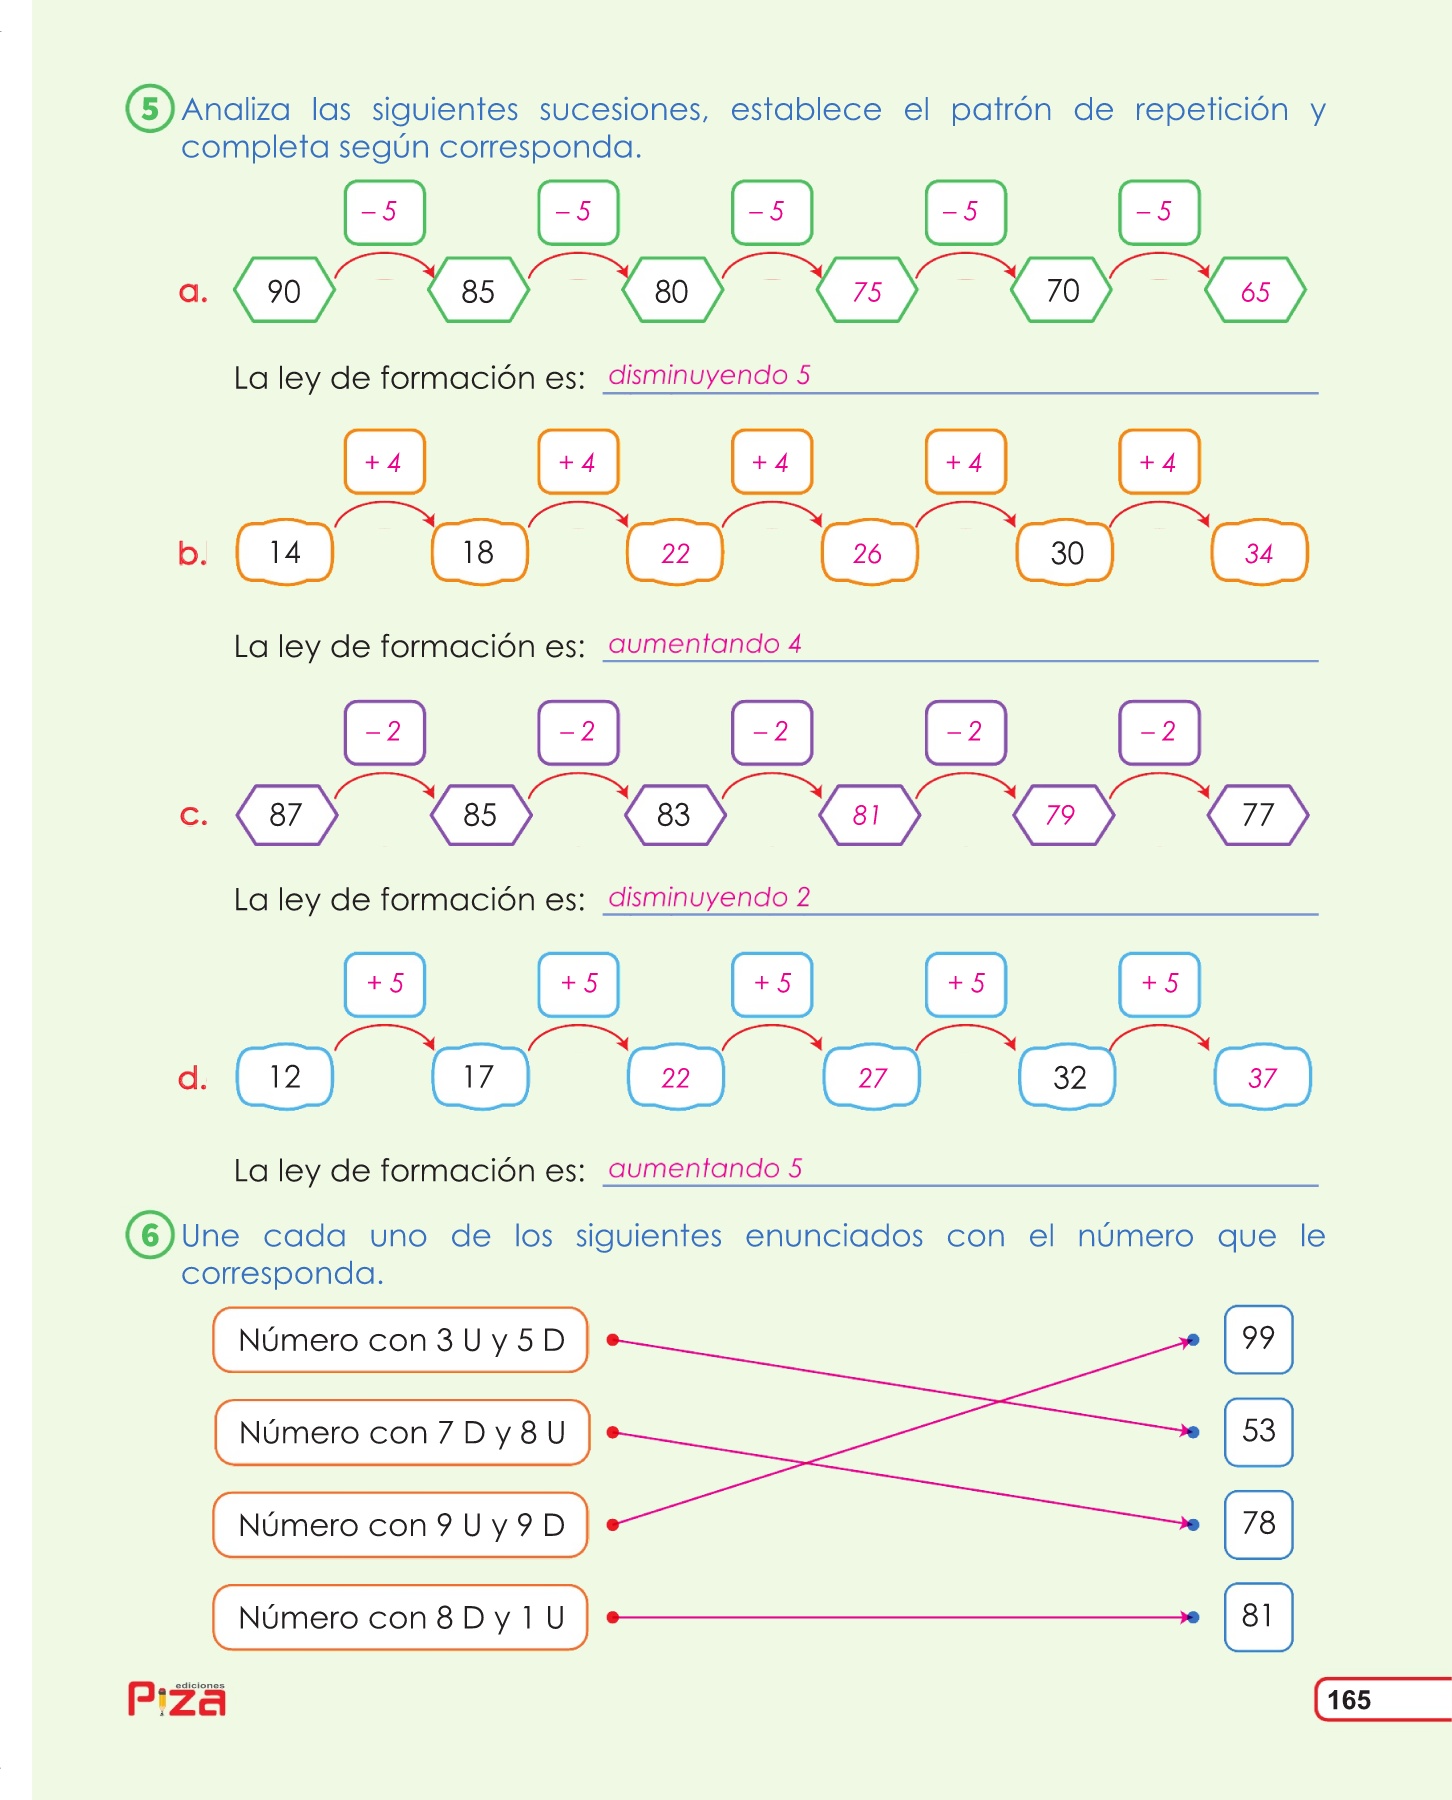 5 Analiza las siguientes sucesiones, establece el patrón de repetición y
completa según corresponda.
– 5 – 5 – 5 – 5 – 5
a. 90 85 80 75 70 65
La ley de formación es: disminuyendo 5
+ 4 + 4 + 4 + 4 + 4
b. 14 18 22 26 30 34
La ley de formación es: aumentando 4
– 2 – 2 – 2 – 2 – 2
c. 87 85 83 81 79 77
La ley de formación es: disminuyendo 2
+ 5 + 5 + 5 + 5 + 5
d. 12 17 22 27 32 37
La ley de formación es: aumentando 5
6 Une cada uno de los siguientes enunciados con el número que le
corresponda.
Número con 3 U y 5 D 99
Número con 7 D y 8 U 53
Número con 9 U y 9 D 78
Número con 8 D y 1 U 81
ediciones
Piza
165